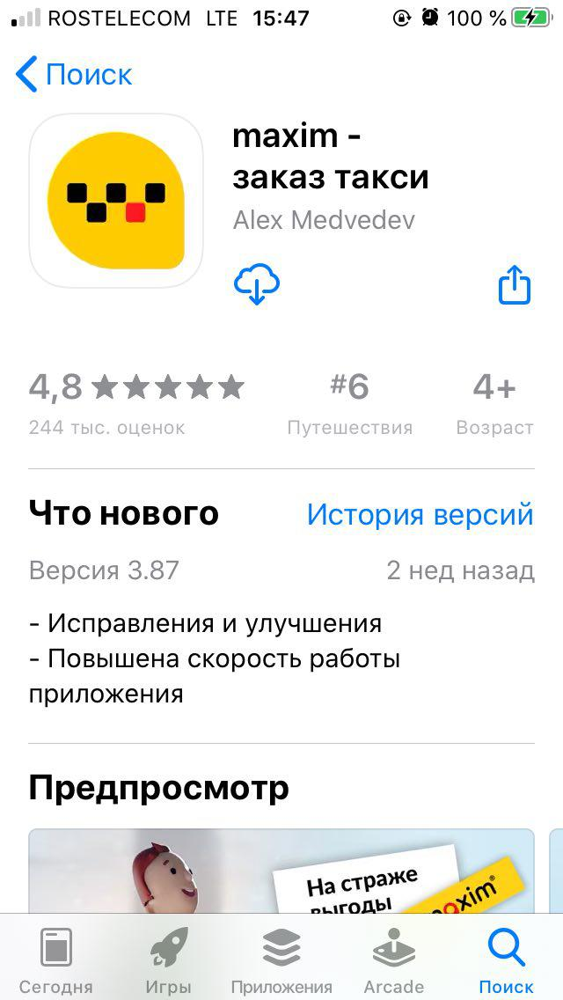 ROSTELECOM LTE 15:47 100 %
Поиск
maxim -
заказ такси
Alex Medvedev
4,8 #6 4+
244 тыс. оценок Путешествия Возраст
Что нового История версий
Версия 3.87 2 нед назад
- Исправления и улучшения
- Повышена скорость работы
приложения
Предпросмотр
На страже
выгоды
maxim®
Сегодня Игры Приложения Arcade Поиск